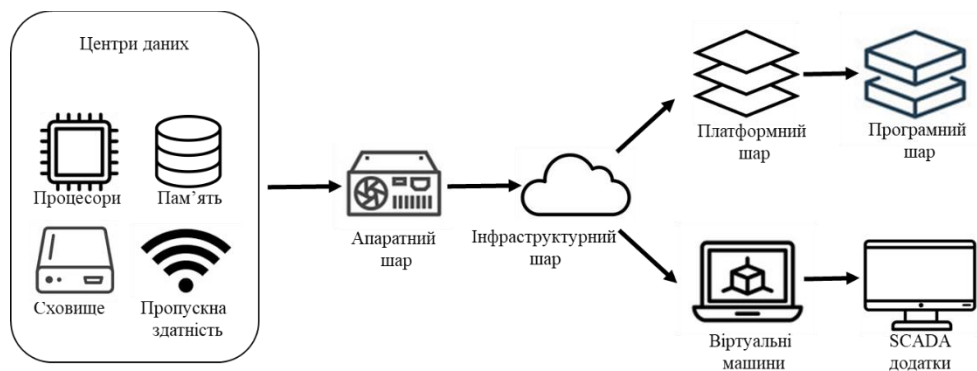 Центри даних
Процесори
Пам`ять
Сховище
Пропускна
здатність
Апаратний
шар
Інфраструктурний
шар
Платформний
шар
Програмний
шар
Віртуальні
машини
SCADA
додатки